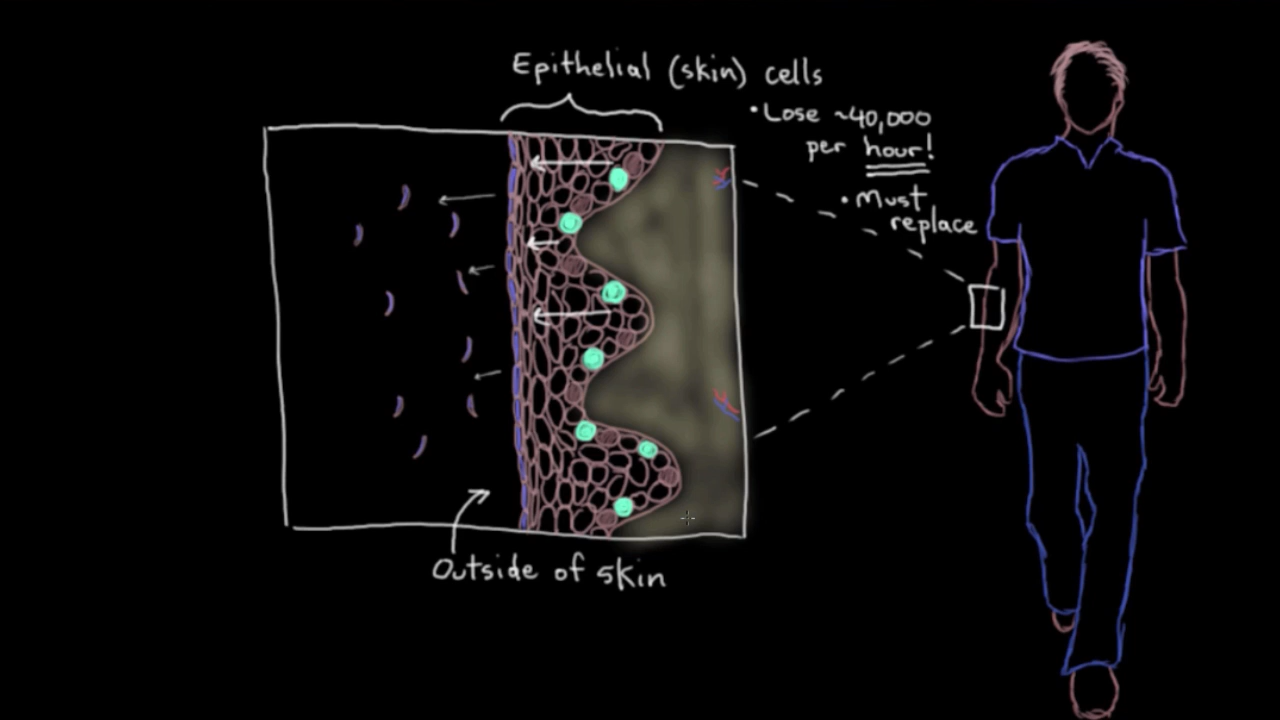 Epithelial (skin) cells
• Lose ~40,000
per hour!
• Must
replace
Outside of skin